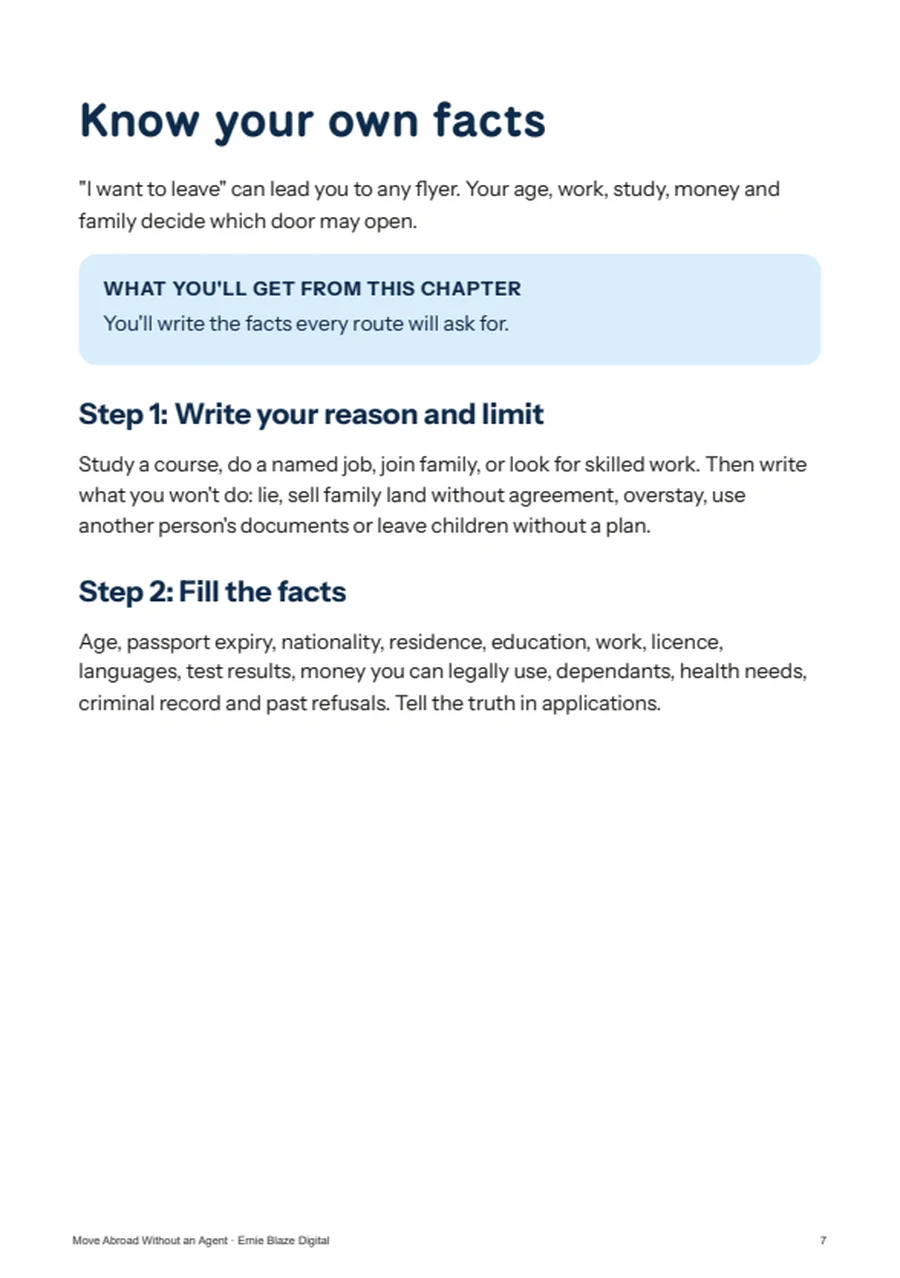 Know your own facts
"I want to leave" can lead you to any flyer. Your age, work, study, money and
family decide which door may open.
WHAT YOU'LL GET FROM THIS CHAPTER
You'll write the facts every route will ask for.
Step 1: Write your reason and limit
Study a course, do a named job, join family, or look for skilled work. Then write
what you won't do: lie, sell family land without agreement, overstay, use
another person's documents or leave children without a plan.
Step 2: Fill the facts
Age, passport expiry, nationality, residence, education, work, licence,
languages, test results, money you can legally use, dependants, health needs,
criminal record and past refusals. Tell the truth in applications.
Move Abroad Without an Agent · Ernie Blaze Digital
7